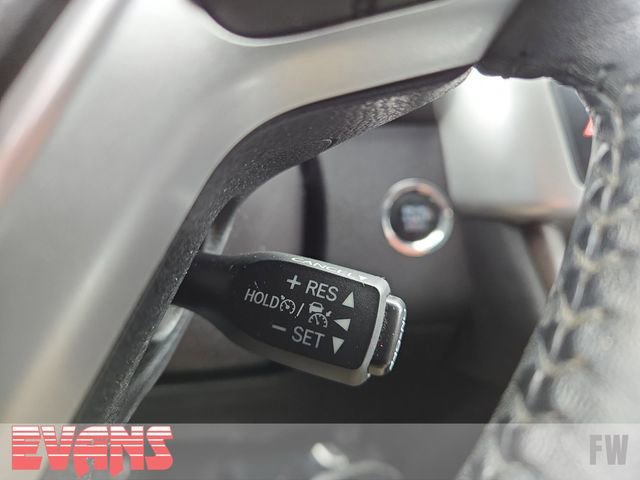 CANCEL
+ RES
HOLD /
− SET
EVANS
FW